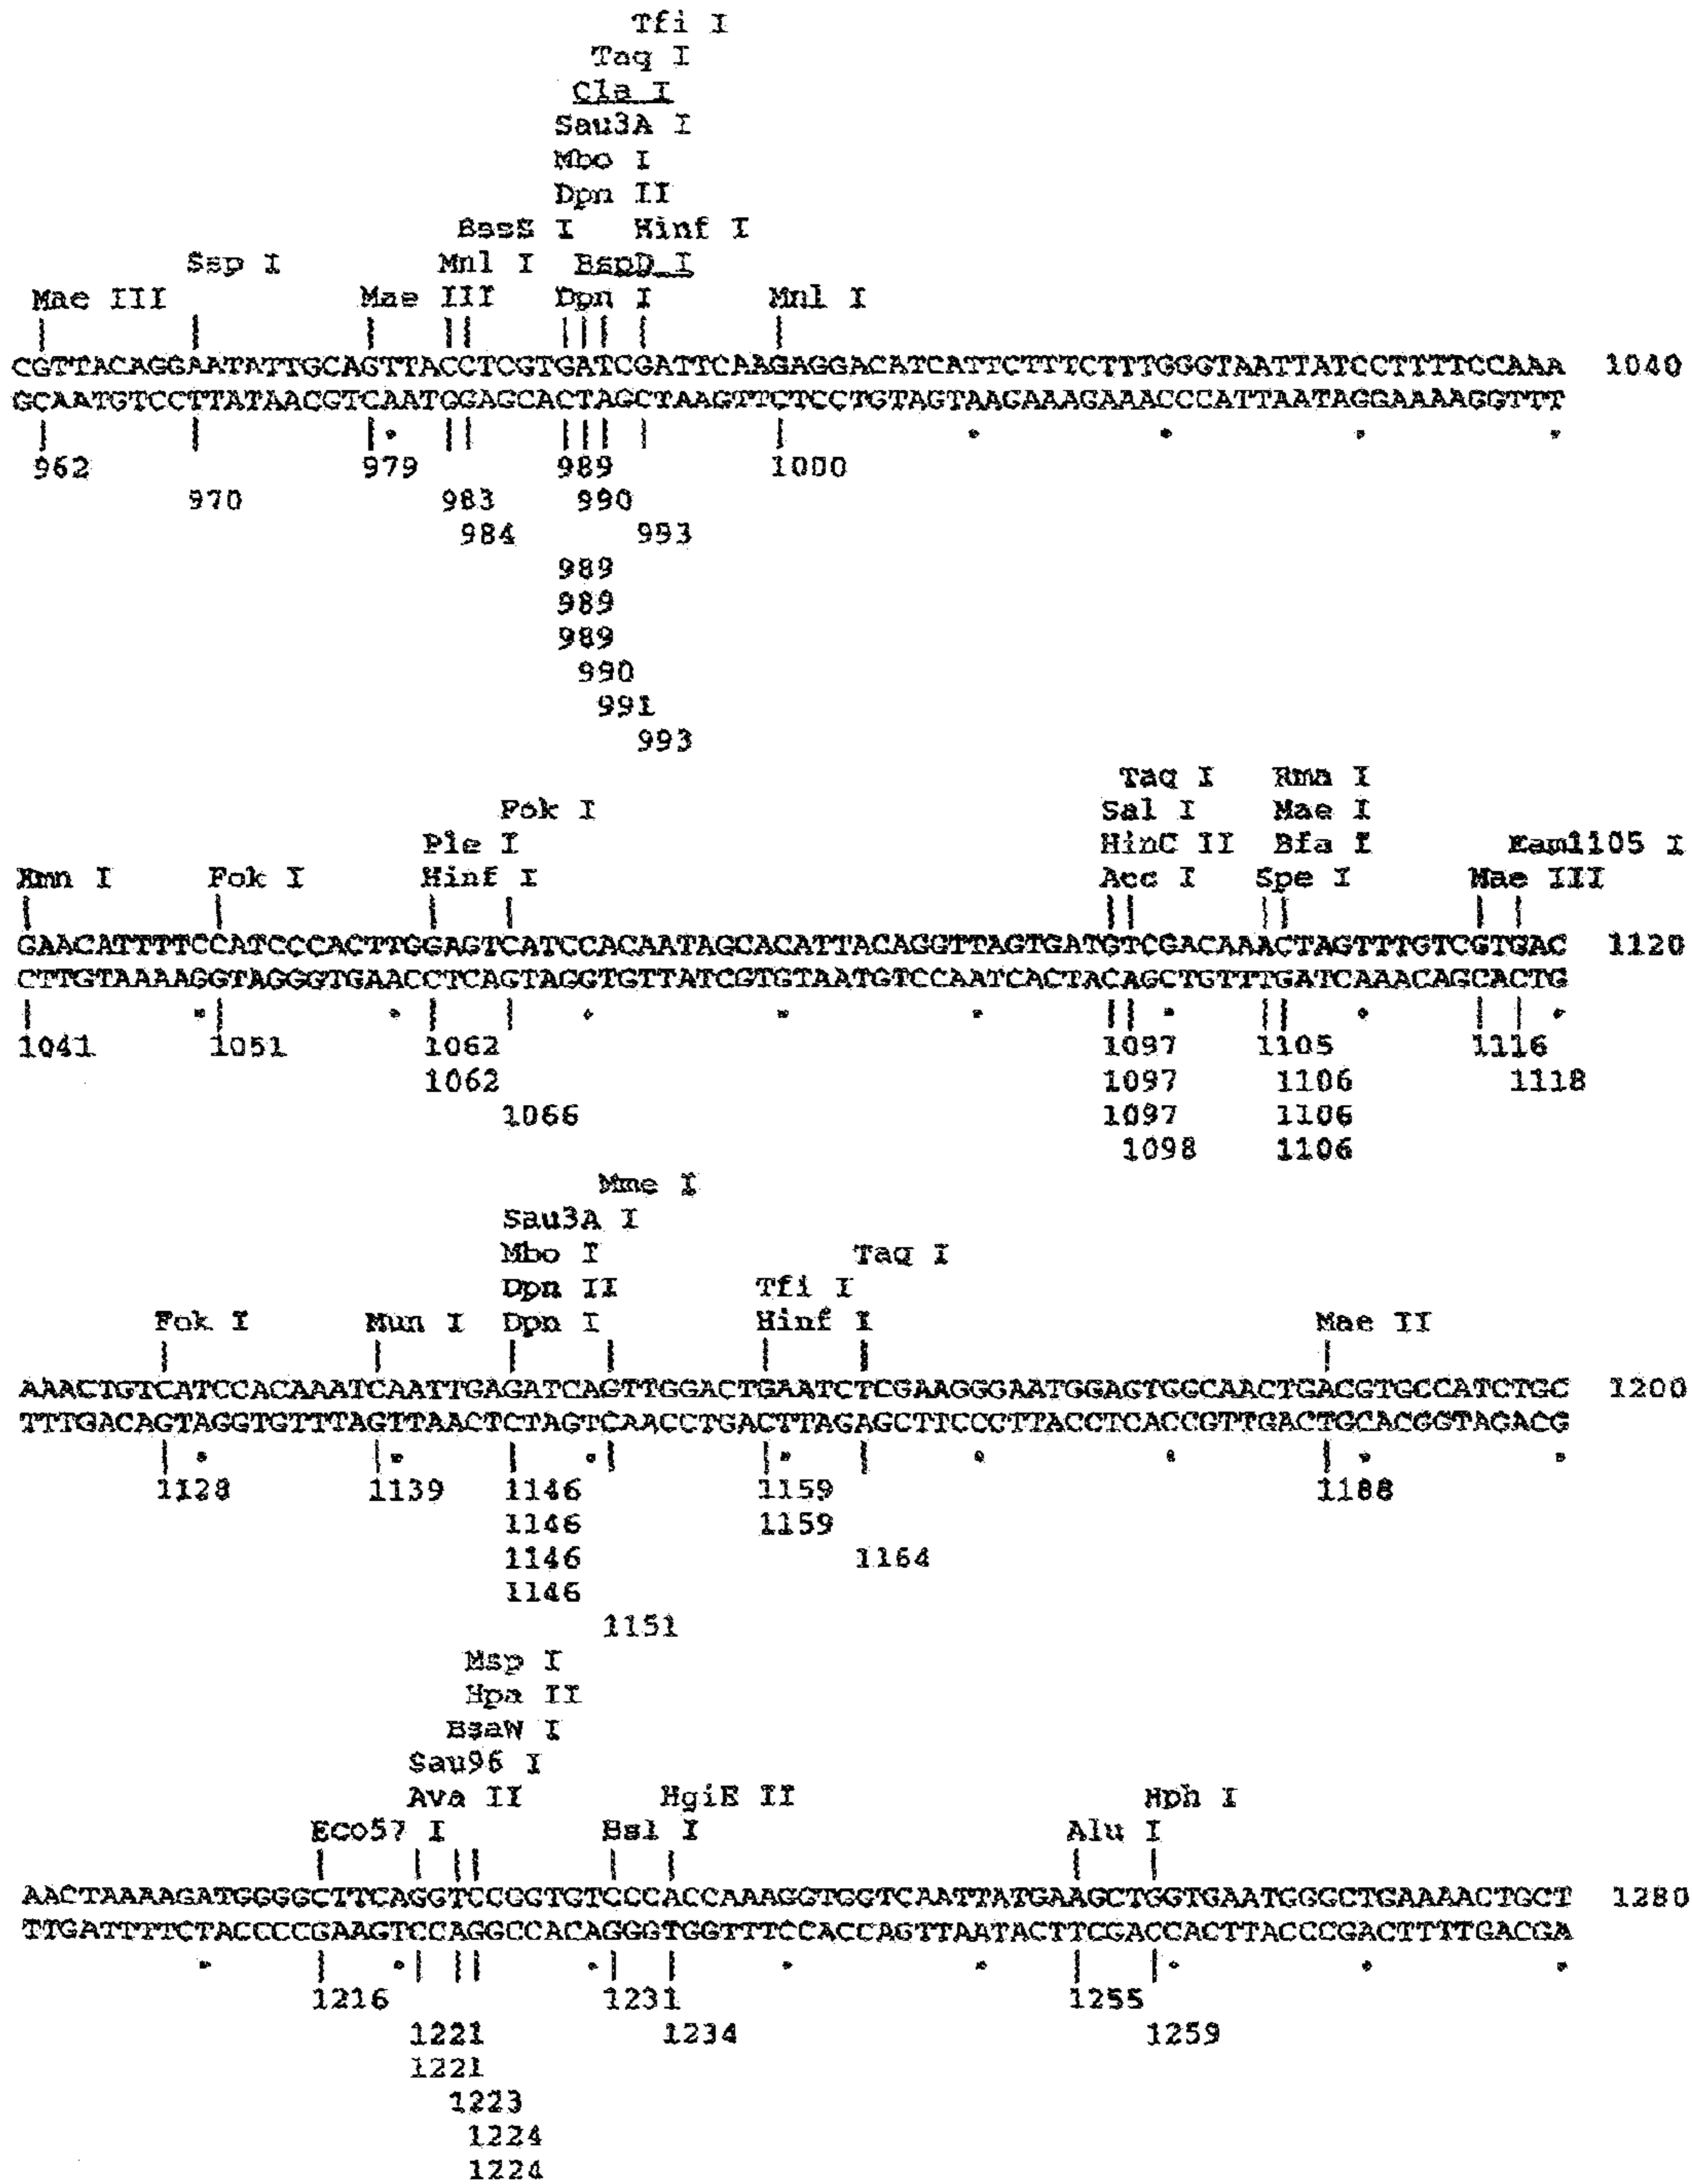 Tfi I
Taq I
Cla I
Sau3A I
Mbo I
Dpn II
BssS I Hinf I
Ssp I Mnl I BspD I
Mae III Mae III Dpn I Mnl I
CGTTACAGGAATATTGCAGTTACCTCGTGATCGATTCAAGAGGACATCATTCTTTCTTTGGGTAATTATCCTTTTCCAAA 1040
GCAATGTCCTTATAACGTCAATGGAGCACTAGCTAAGTTCTCCTGTAGTAAGAAAGAAACCCATTAATAGGAAAAGGTTT
962 979 989 1000
970 983 990
984 993
989
989
989
990
991
993
Taq I Rma I
Fok I Sal I Mae I
Ple I HinC II Bfa I Eam1105 I
Xmn I Fok I Hinf I Acc I Spe I Mae III
GAACATTTTCCATCCCACTTGGAGTCATCCACAATAGCACATTACAGGTTAGTGATGTCGACAAACTAGTTTGTCGTGAC 1120
CTTGTAAAAGGTAGGGTGAACCTCAGTAGGTGTTATCGTGTAATGTCCAATCACTACAGCTGTTTGATCAAACAGCACTG
1041 1051 1062 1097 1105 1116
1062 1097 1106 1118
1066 1097 1106
1098 1106
Mme I
Sau3A I
Mbo I Taq I
Dpn II Tfi I
Fok I Mun I Dpn I Hinf I Mae II
AAACTGTCATCCACAAATCAATTGAGATCAGTTGGACTGAATCTCGAAGGGAATGGAGTGGCAACTGACGTGCCATCTGC 1200
TTTGACAGTAGGTGTTTAGTTAACTCTAGTCAACCTGACTTAGAGCTTCCCTTACCTCACCGTTGACTGCACGGTAGACG
1128 1139 1146 1159 1188
1146 1159
1146 1164
1146
1151
Msp I
Hpa II
BsaW I
Sau96 I
Ava II HgiE II Hph I
Eco57 I Bsl I Alu I
AACTAAAAGATGGGGCTTCAGGTCCGGTGTCCCACCAAAGGTGGTCAATTATGAAGCTGGTGAATGGGCTGAAAACTGCT 1280
TTGATTTTCTACCCCGAAGTCCAGGCCACAGGGTGGTTTCCACCAGTTAATACTTCGACCACTTACCCGACTTTTGACGA
1216 1231 1255
1221 1234 1259
1221
1223
1224
1224